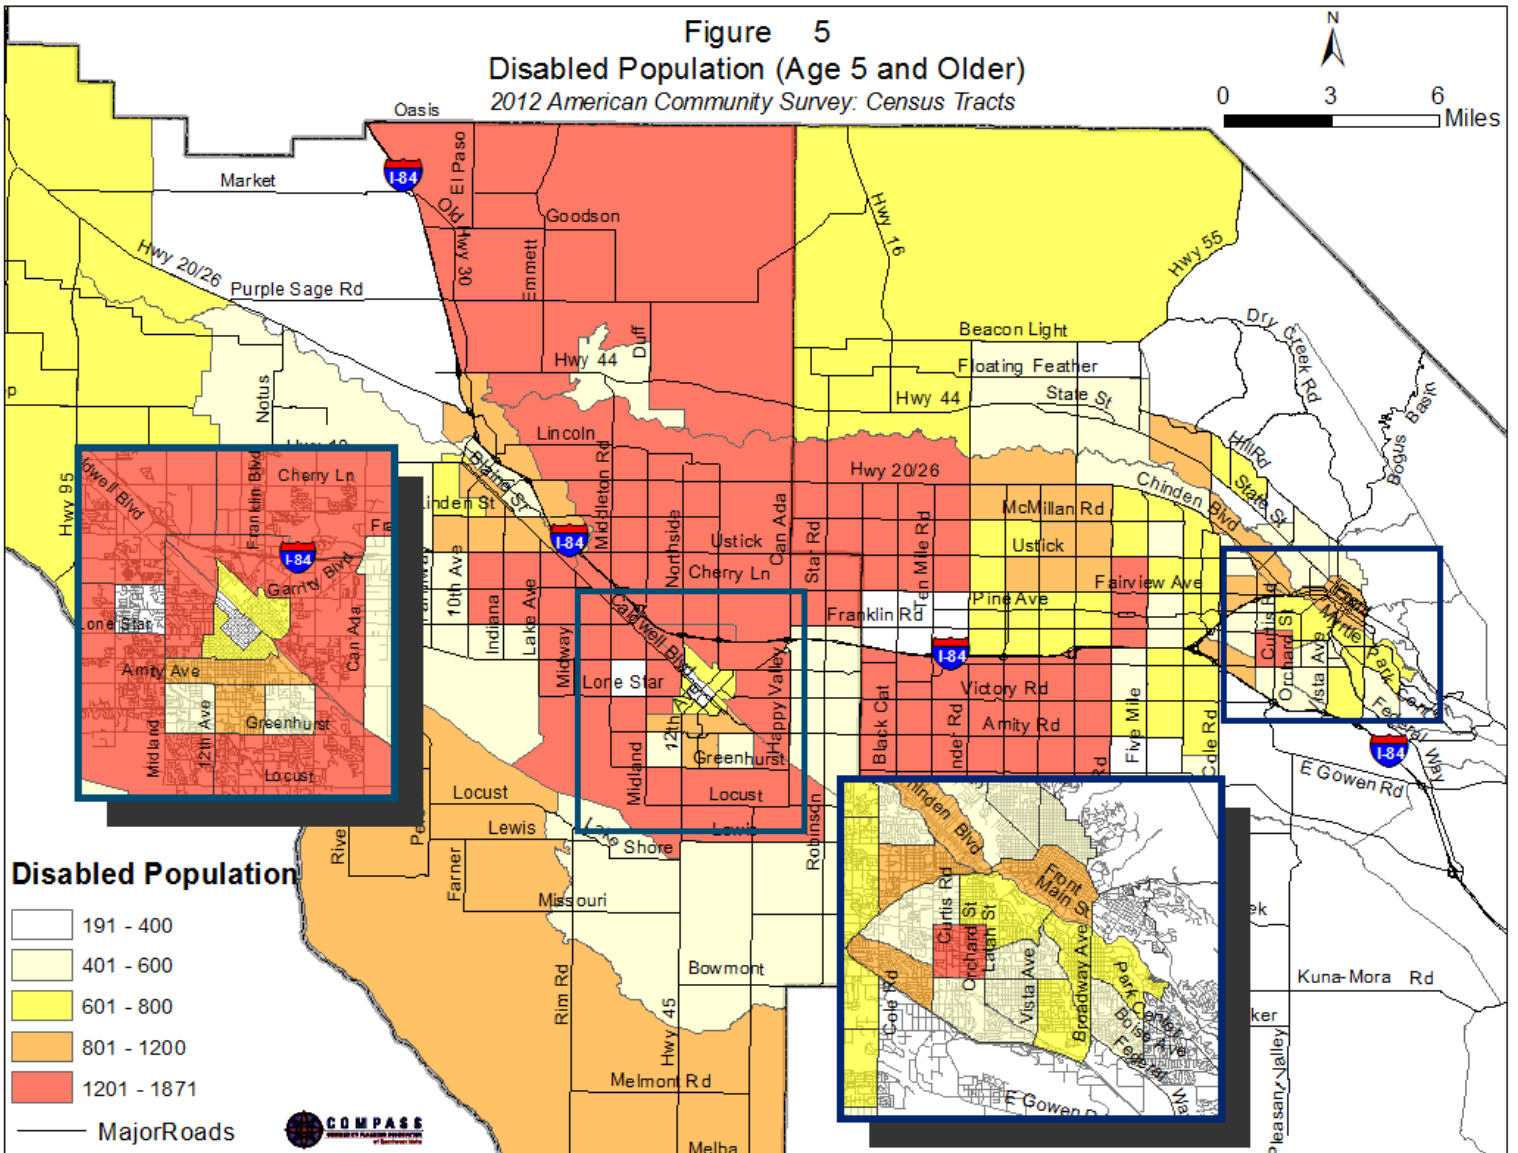 Figure 5
Disabled Population (Age 5 and Older)
2012 American Community Survey: Census Tracts
N
0 3 6
Miles
Oasis
I-84
El Paso
Market
Old Hwy 30
Goodson
Emmett
Hwy 16
Hwy 55
Hwy 20/26
Purple Sage Rd
Duff
Hwy 44
Beacon Light
Floating Feather
Hwy 44
State St
Dry Creek Rd
Bogus Basin
p
Notus
Lincoln
Blaine St
Middleton Rd
Hwy 20/26
Hill Rd
State St
Chinden Blvd
Hwy 95
Linden St
McMillan Rd
I-84
Ustick
Northside
Can Ada
Star Rd
Ten Mile Rd
Ustick
Cherry Ln
Fairview Ave
10th Ave
Indiana
Lake Ave
Midway
Franklin Rd
Pine Ave
Caldwell Blvd
I-84
Curtis Rd
Orchard St
Vista Ave
Front
Myrtle
Park Center
Federal Way
Lone Star
Victory Rd
Happy Valley
Black Cat
Amity Rd
Five Mile
Cole Rd
12th Ave
Greenhurst
Midland
Locust
Rd
I-84
E Gowen Rd
Locust
Lewis
Lake Shore
Lewis
Robinson
Farner
Missouri
Rim Rd
Bowmont
Hwy 45
Melmont Rd
Melba
Kuna-Mora Rd
Pleasant Valley
ek
ker
ldwell Blvd
Franklin Blvd
Cherry Ln
I-84
Garrity Blvd
Lone Star
Can Ada
Amity Ave
Midland
12th Ave
Greenhurst
Locust
Chinden Blvd
Front
Main St
Curtis Rd
Orchard St
Latah St
Vista Ave
Broadway Ave
Park Center
Boise Ave
Federal Way
Cole Rd
E Gowen R
Disabled Population
191 - 400
401 - 600
601 - 800
801 - 1200
1201 - 1871
MajorRoads
COMPASS